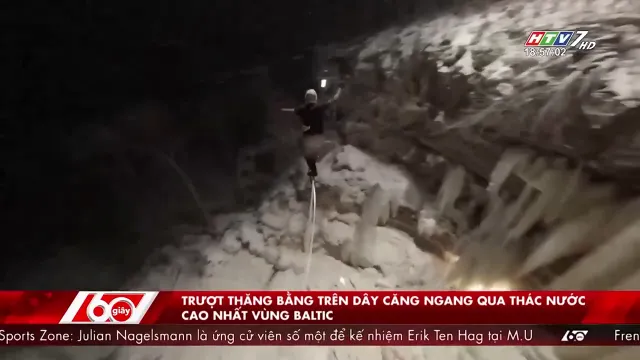 HTV7 HD
18:57:02
60 giây
TRƯỢT THĂNG BẰNG TRÊN DÂY CĂNG NGANG QUA THÁC NƯỚC
CAO NHẤT VÙNG BALTIC
Sports Zone: Julian Nagelsmann là ứng cử viên số một để kế nhiệm Erik Ten Hag tại M.U 60 Fren